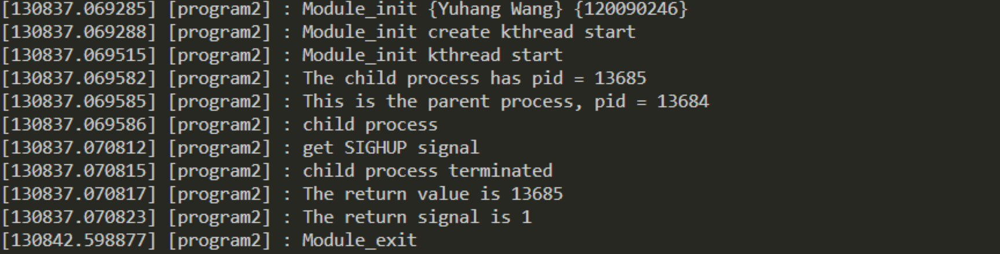 [130837.069285] [program2] : Module_init {Yuhang Wang} {120090246}
[130837.069288] [program2] : Module_init create kthread start
[130837.069515] [program2] : Module_init kthread start
[130837.069582] [program2] : The child process has pid = 13685
[130837.069585] [program2] : This is the parent process, pid = 13684
[130837.069586] [program2] : child process
[130837.070812] [program2] : get SIGHUP signal
[130837.070815] [program2] : child process terminated
[130837.070817] [program2] : The return value is 13685
[130837.070823] [program2] : The return signal is 1
[130842.598877] [program2] : Module_exit